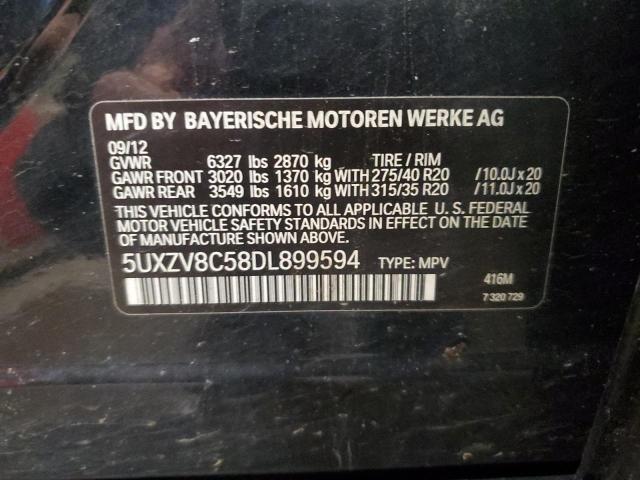 MFD BY BAYERISCHE MOTOREN WERKE AG
09/12
GVWR 6327 lbs 2870 kg TIRE / RIM
GAWR FRONT 3020 lbs 1370 kg WITH 275/40 R20 /10.0J x 20
GAWR REAR 3549 lbs 1610 kg WITH 315/35 R20 /11.0J x 20
THIS VEHICLE CONFORMS TO ALL APPLICABLE U. S. FEDERAL
MOTOR VEHICLE SAFETY STANDARDS IN EFFECT ON THE DATE
OF MANUFACTURE SHOWN ABOVE.
5UXZV8C58DL899594 TYPE: MPV
416M
7 320 729